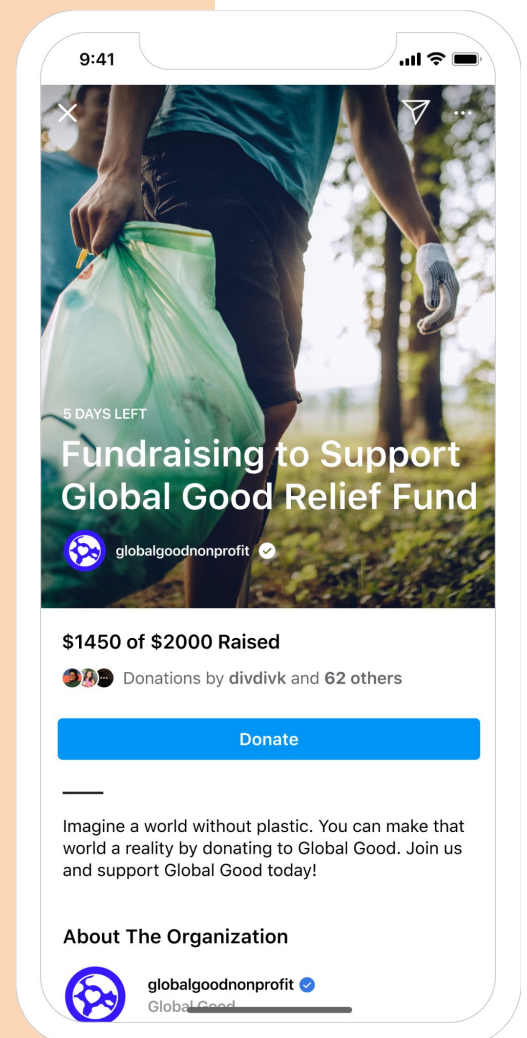 9:41
5 DAYS LEFT
Fundraising to Support
Global Good Relief Fund
globalgoodnonprofit
$1450 of $2000 Raised
Donations by divdivk and 62 others
Donate
Imagine a world without plastic. You can make that
world a reality by donating to Global Good. Join us
and support Global Good today!
About The Organization
globalgoodnonprofit
Global Good